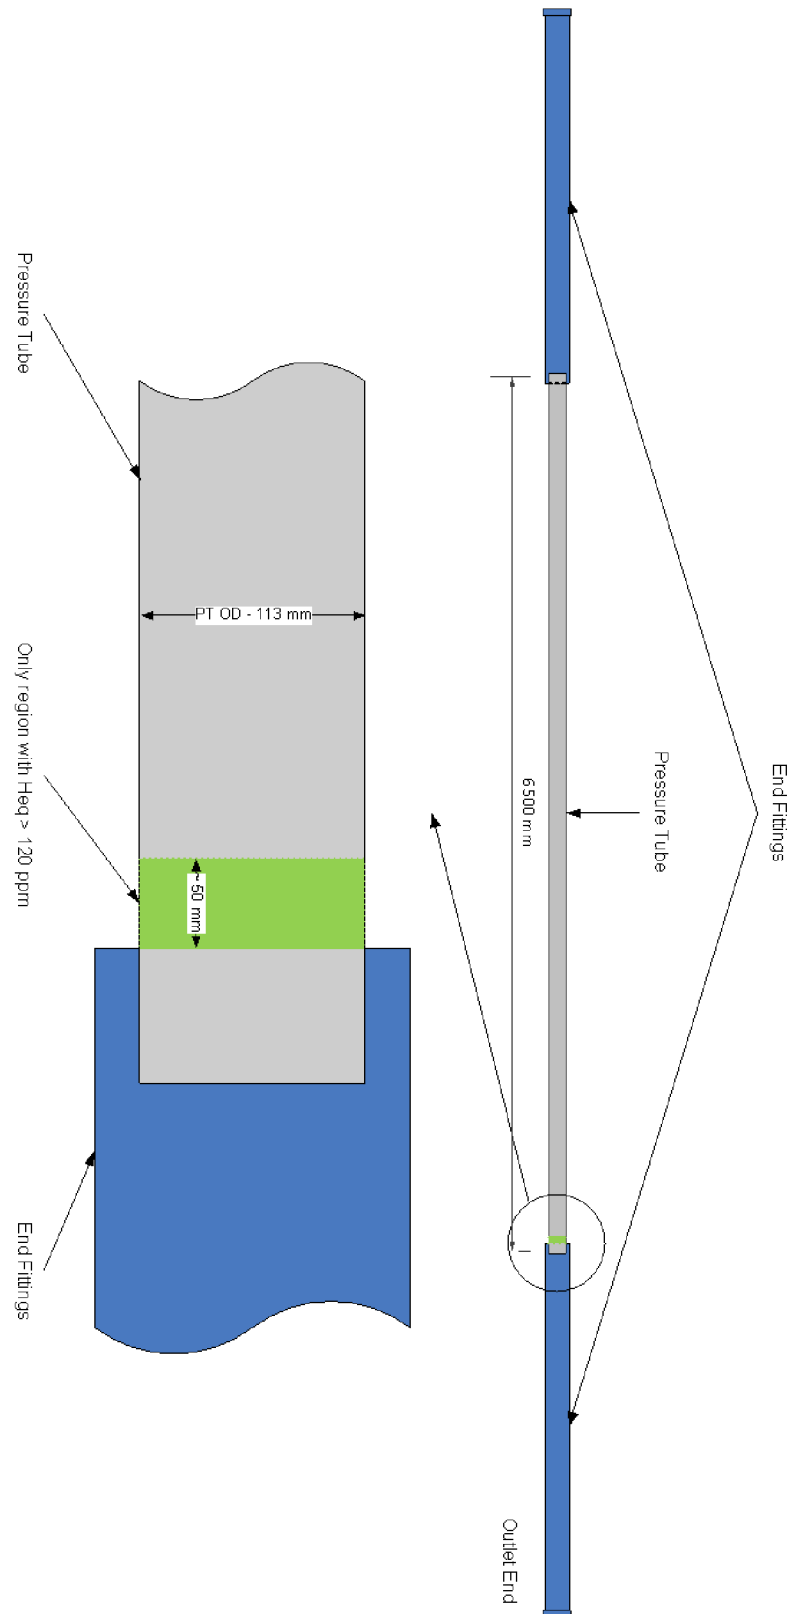 End Fittings
Pressure Tube
6500 mm
Outlet End
PT OD - 113 mm
~50 mm
Pressure Tube
Only region with Heq > 120 ppm
End Fittings